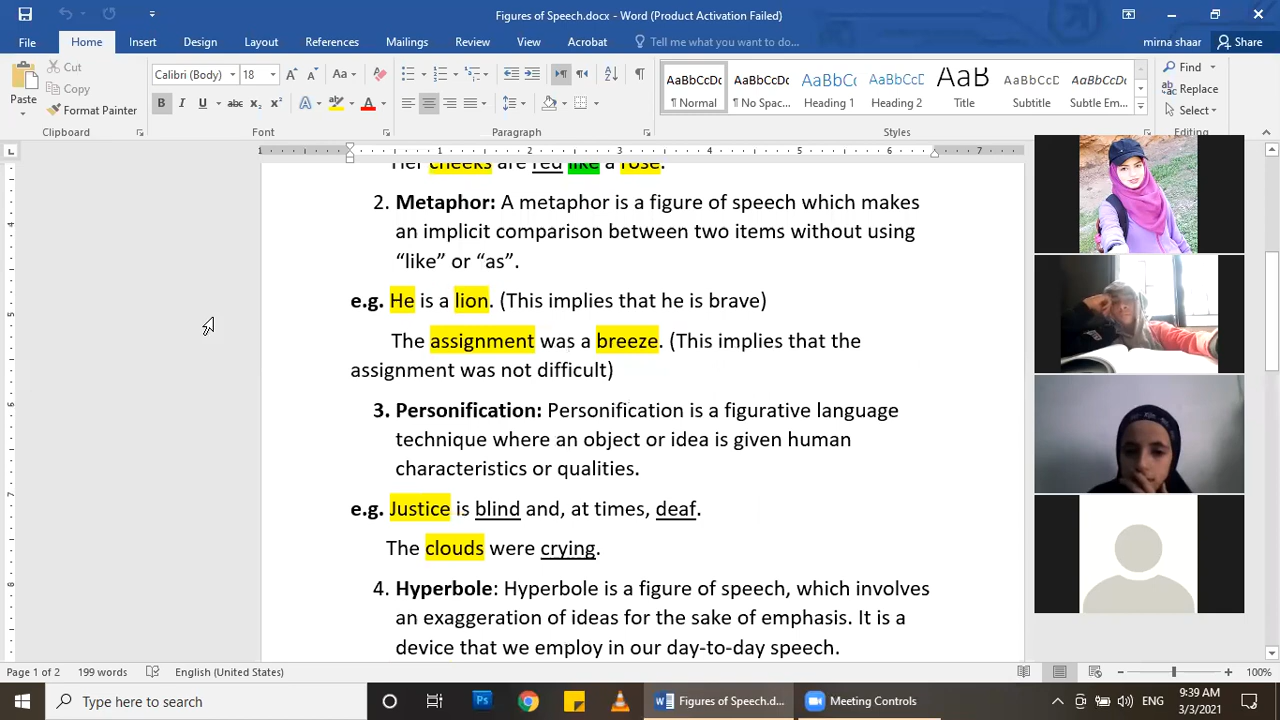 Figures of Speech.docx - Word (Product Activation Failed)
File Home Insert Design Layout References Mailings Review View Acrobat Tell me what you want to do... mirna shaar Share
Paste
Cut
Copy
Format Painter
Clipboard
Calibri (Body) 18
Font
Paragraph
AaBbCcDc AaBbCcDc AaBbCc AaBbCcC AaB AaBbCcC AaBbCcDc
¶ Normal ¶ No Spac... Heading 1 Heading 2 Title Subtitle Subtle Em...
Styles
Find
Replace
Select
Editing
Her cheeks are red like a rose.
2. Metaphor: A metaphor is a figure of speech which makes
an implicit comparison between two items without using
“like” or “as”.
e.g. He is a lion. (This implies that he is brave)
The assignment was a breeze. (This implies that the
assignment was not difficult)
3. Personification: Personification is a figurative language
technique where an object or idea is given human
characteristics or qualities.
e.g. Justice is blind and, at times, deaf.
The clouds were crying.
4. Hyperbole: Hyperbole is a figure of speech, which involves
an exaggeration of ideas for the sake of emphasis. It is a
device that we employ in our day-to-day speech.
Page 1 of 2 199 words English (United States) 100%
Type here to search
Figures of Speech.d...
Meeting Controls
ENG
9:39 AM
3/3/2021